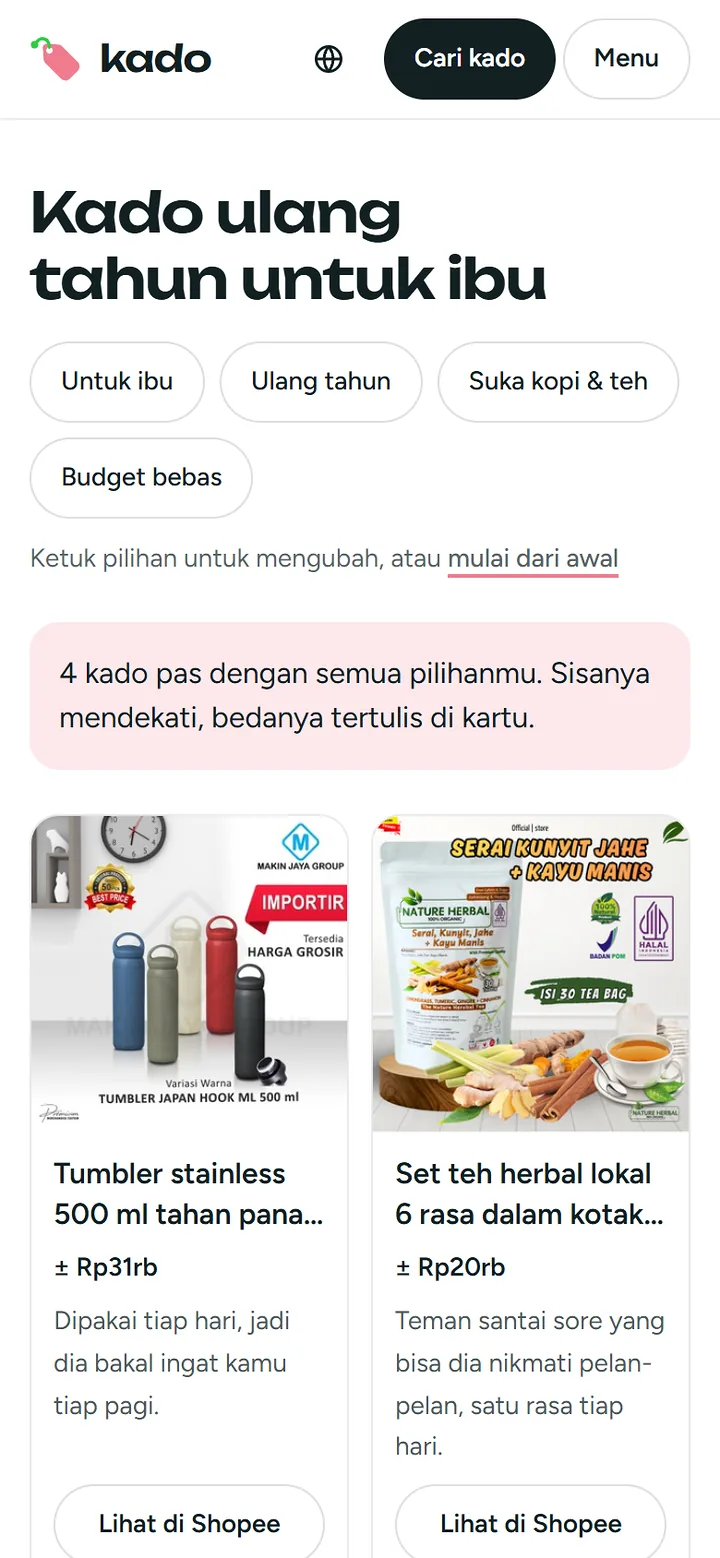 kado
Cari kado
Menu
Kado ulang
tahun untuk ibu
Untuk ibu
Ulang tahun
Suka kopi & teh
Budget bebas
Ketuk pilihan untuk mengubah, atau mulai dari awal
4 kado pas dengan semua pilihanmu. Sisanya
mendekati, bedanya tertulis di kartu.
MAKIN JAYA GROUP
BEST PRICE
IMPORTIR
Tersedia
HARGA GROSIR
Variasi Warna
TUMBLER JAPAN HOOK ML 500 ml
Premium
Official | store
SERAI KUNYIT JAHE
+ KAYU MANIS
NATURE HERBAL
100% ORGANIC
Serai, Kunyit, Jahe
+ Kayu Manis
100%
Natural
BADAN POM
HALAL
INDONESIA
ISI 30 TEA BAG
NATURE HERBAL
Tumbler stainless
500 ml tahan pana...
± Rp31rb
Dipakai tiap hari, jadi
dia bakal ingat kamu
tiap pagi.
Lihat di Shopee
Set teh herbal lokal
6 rasa dalam kotak...
± Rp20rb
Teman santai sore yang
bisa dia nikmati pelan-
pelan, satu rasa tiap
hari.
Lihat di Shopee